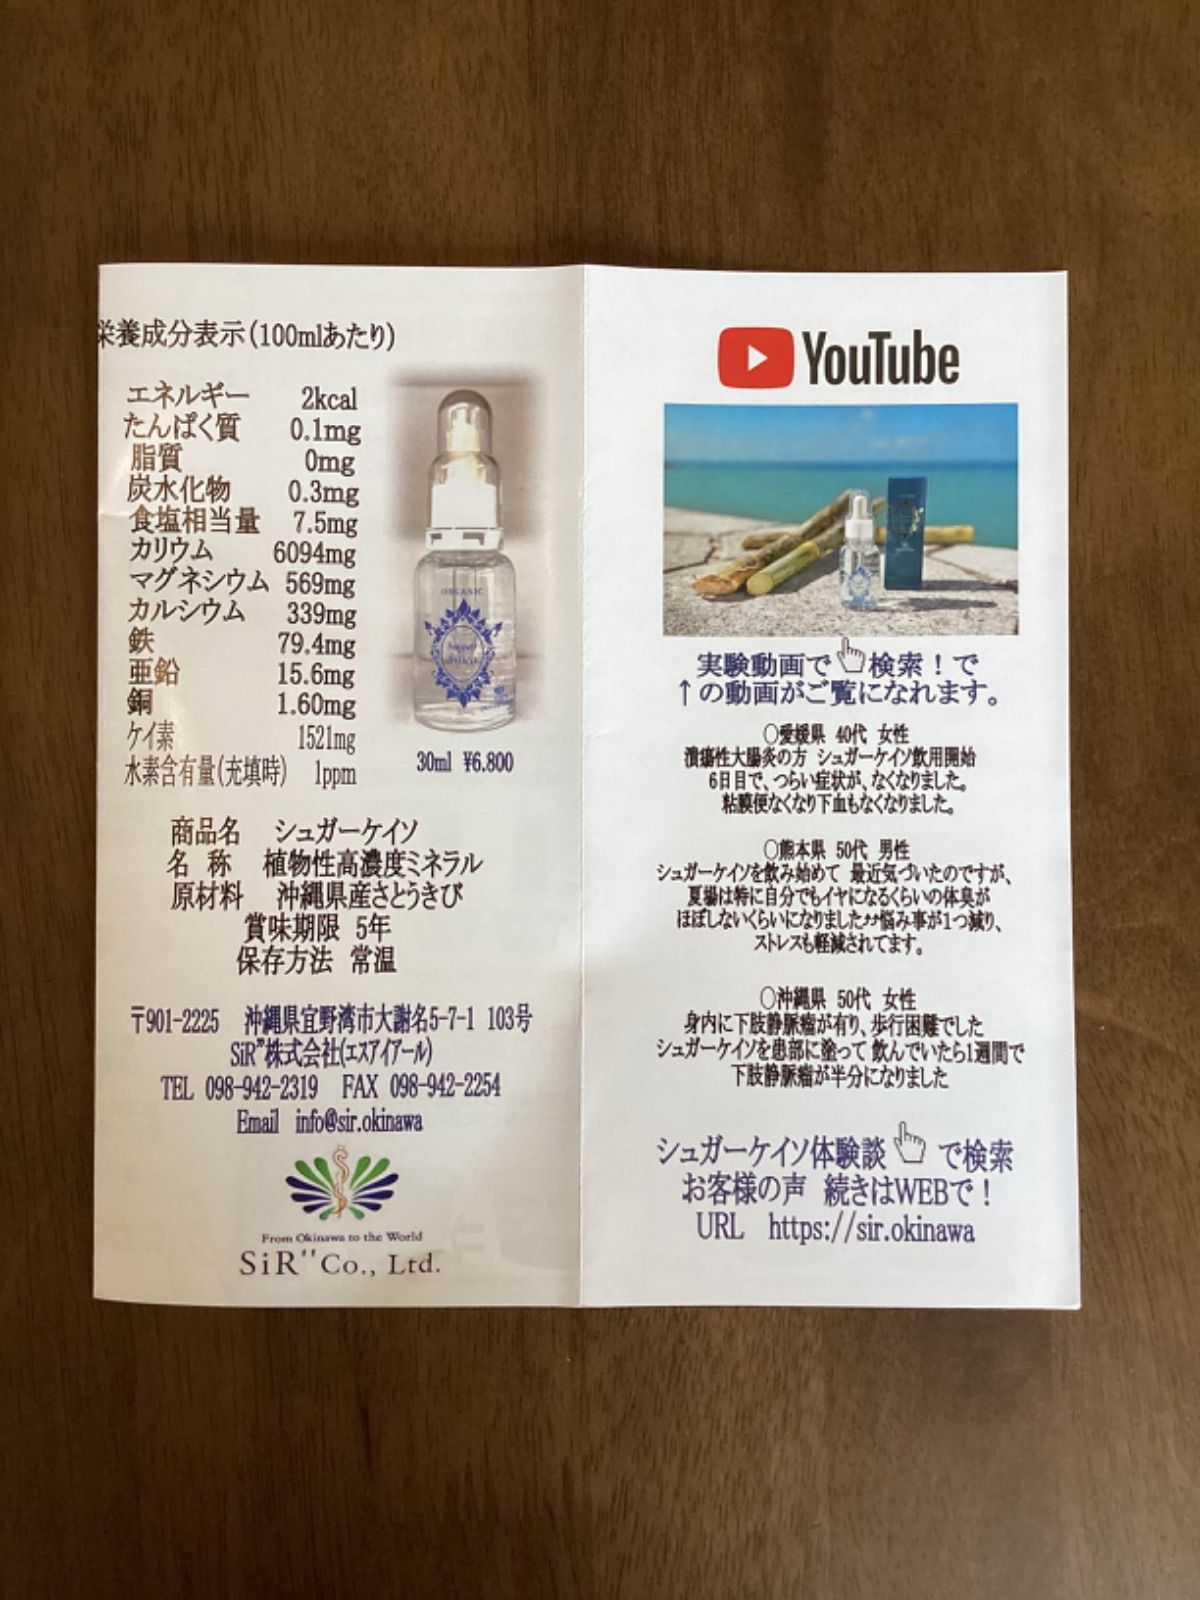 栄養成分表示(100mlあたり)
エネルギー 2kcal
たんぱく質 0.1mg
脂質 0mg
炭水化物 0.3mg
食塩相当量 7.5mg
カリウム 6094mg
マグネシウム 569mg
カルシウム 339mg
鉄 79.4mg
亜鉛 15.6mg
銅 1.60mg
ケイ素 1521mg
水素含有量(充填時) 1ppm
ORGANIC
30ml ¥6.800
商品名 シュガーケイソ
名 称 植物性高濃度ミネラル
原材料 沖縄県産さとうきび
賞味期限 5年
保存方法 常温
〒901-2225 沖縄県宜野湾市大謝名5-7-1 103号
SiR”株式会社(エスアイアール)
TEL 098-942-2319 FAX 098-942-2254
Email info@sir.okinawa
From Okinawa to the World
SiR" Co., Ltd.
YouTube
実験動画で 検索！で
↑の動画がご覧になれます。
〇愛媛県 40代 女性
潰瘍性大腸炎の方 シュガーケイソ飲用開始
6日目で、つらい症状が、なくなりました。
粘膜便なくなり下血もなくなりました。
〇熊本県 50代 男性
シュガーケイソを飲み始めて 最近気づいたのですが、
夏場は特に自分でもイヤになるくらいの体臭が
ほぼしないくらいになりました⤴⤴悩み事が1つ減り、
ストレスも軽減されてます。
〇沖縄県 50代 女性
身内に下肢静脈瘤が有り、歩行困難でした
シュガーケイソを患部に塗って 飲んでいたら1週間で
下肢静脈瘤が半分になりました
シュガーケイソ体験談 で検索
お客様の声 続きはWEBで！
URL https://sir.okinawa